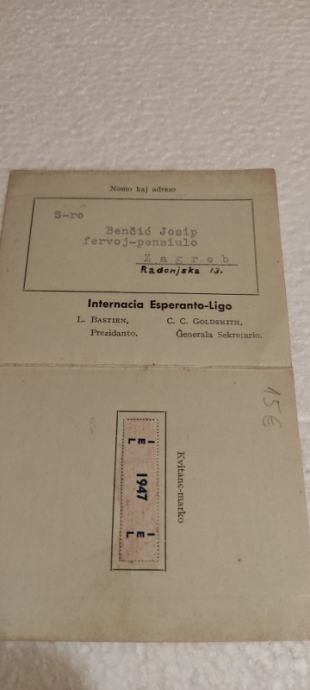 Nomo kaj adreso
S-ro
Benčić Josip
fervoj-pensiulo
Zagreb
Radonjska 13.
Internacia Esperanto-Ligo
L. BASTIEN,
Prezidanto.
C. C. GOLDSMITH,
Ĝenerala Sekretario.
156
Kvitanc-marko
I E L
1947
I E L